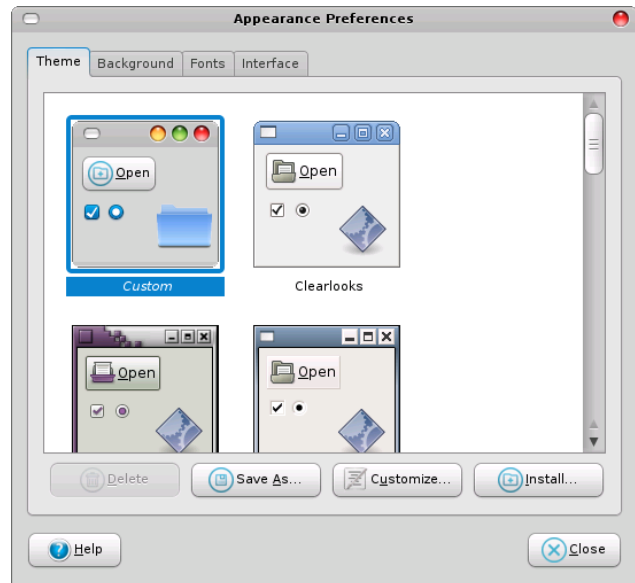 Appearance Preferences
Theme Background Fonts Interface
Open Open
Custom Clearlooks
Open Open
Delete Save As... Customize... Install...
Help Close